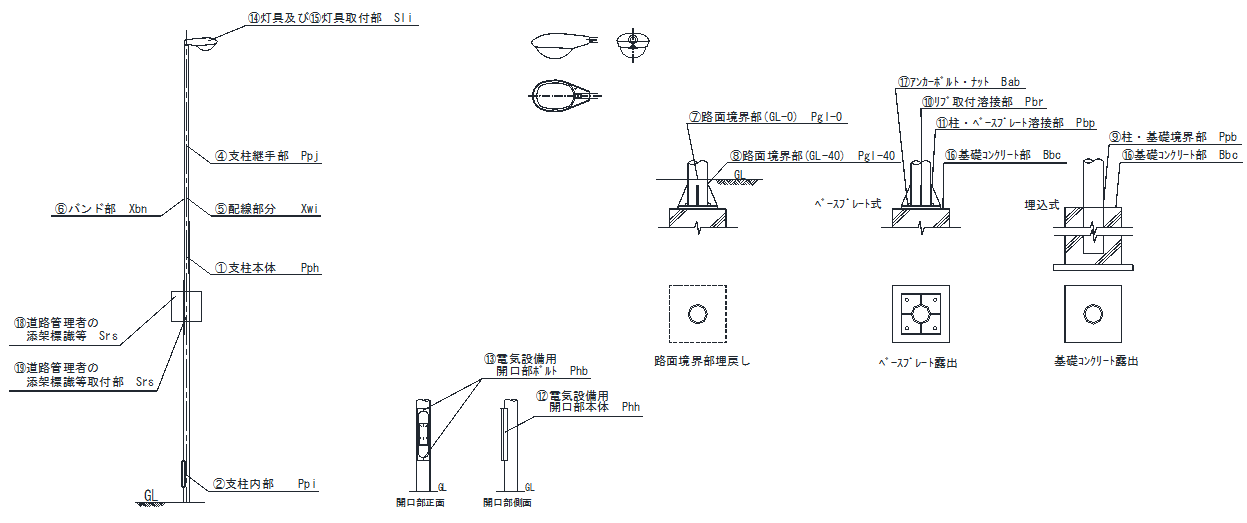 ⑭灯具及び⑮灯具取付部 Sli
④支柱継手部 Ppj
⑥バンド部 Xbn
⑤配線部分 Xwi
①支柱本体 Pph
⑱道路管理者の
添架標識等 Srs
⑲道路管理者の
添架標識等取付部 Srs
②支柱内部 Ppi
GL
⑬電気設備用
開口部ﾎﾞﾙﾄ Phb
⑫電気設備用
開口部本体 Phh
GL
GL
開口部正面
開口部側面
⑦路面境界部(GL-0) Pgl-0
⑧路面境界部(GL-40) Pgl-40
GL
路面境界部埋戻し
⑰ｱﾝｶｰﾎﾞﾙﾄ・ﾅｯﾄ Bab
⑩ﾘﾌﾞ取付溶接部 Pbr
⑪柱・ﾍﾞｰｽﾌﾟﾚｰﾄ溶接部 Pbp
⑯基礎ｺﾝｸﾘｰﾄ部 Bbc
ﾍﾞｰｽﾌﾟﾚｰﾄ式
ﾍﾞｰｽﾌﾟﾚｰﾄ露出
⑨柱・基礎境界部 Ppb
⑯基礎ｺﾝｸﾘｰﾄ部 Bbc
埋込式
基礎ｺﾝｸﾘｰﾄ露出